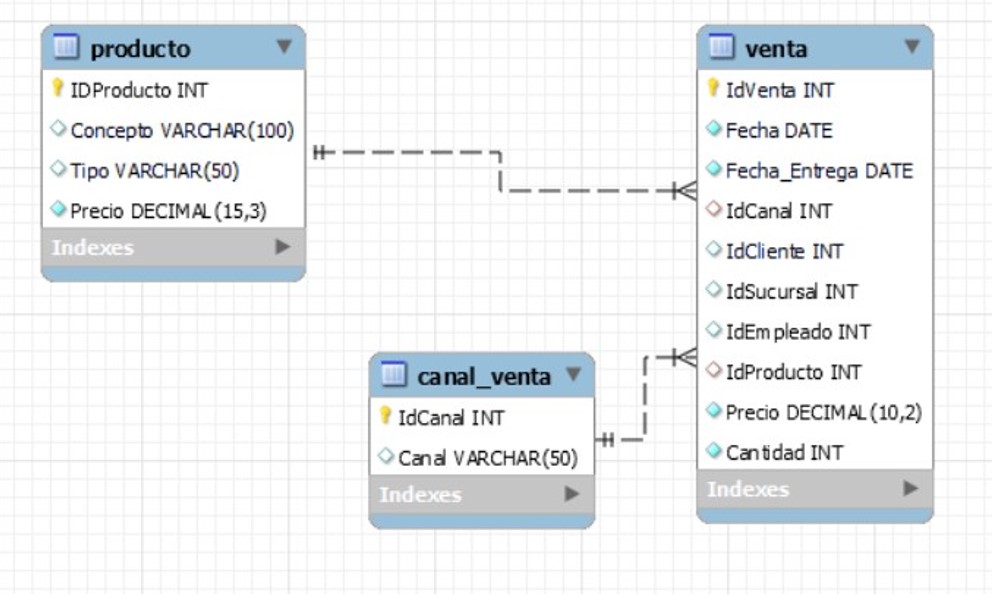 producto
IDProducto INT
Concepto VARCHAR(100)
Tipo VARCHAR(50)
Precio DECIMAL(15,3)
Indexes
canal_venta
IdCanal INT
Canal VARCHAR(50)
Indexes
venta
IdVenta INT
Fecha DATE
Fecha_Entrega DATE
IdCanal INT
IdCliente INT
IdSucursal INT
IdEmpleado INT
IdProducto INT
Precio DECIMAL(10,2)
Cantidad INT
Indexes